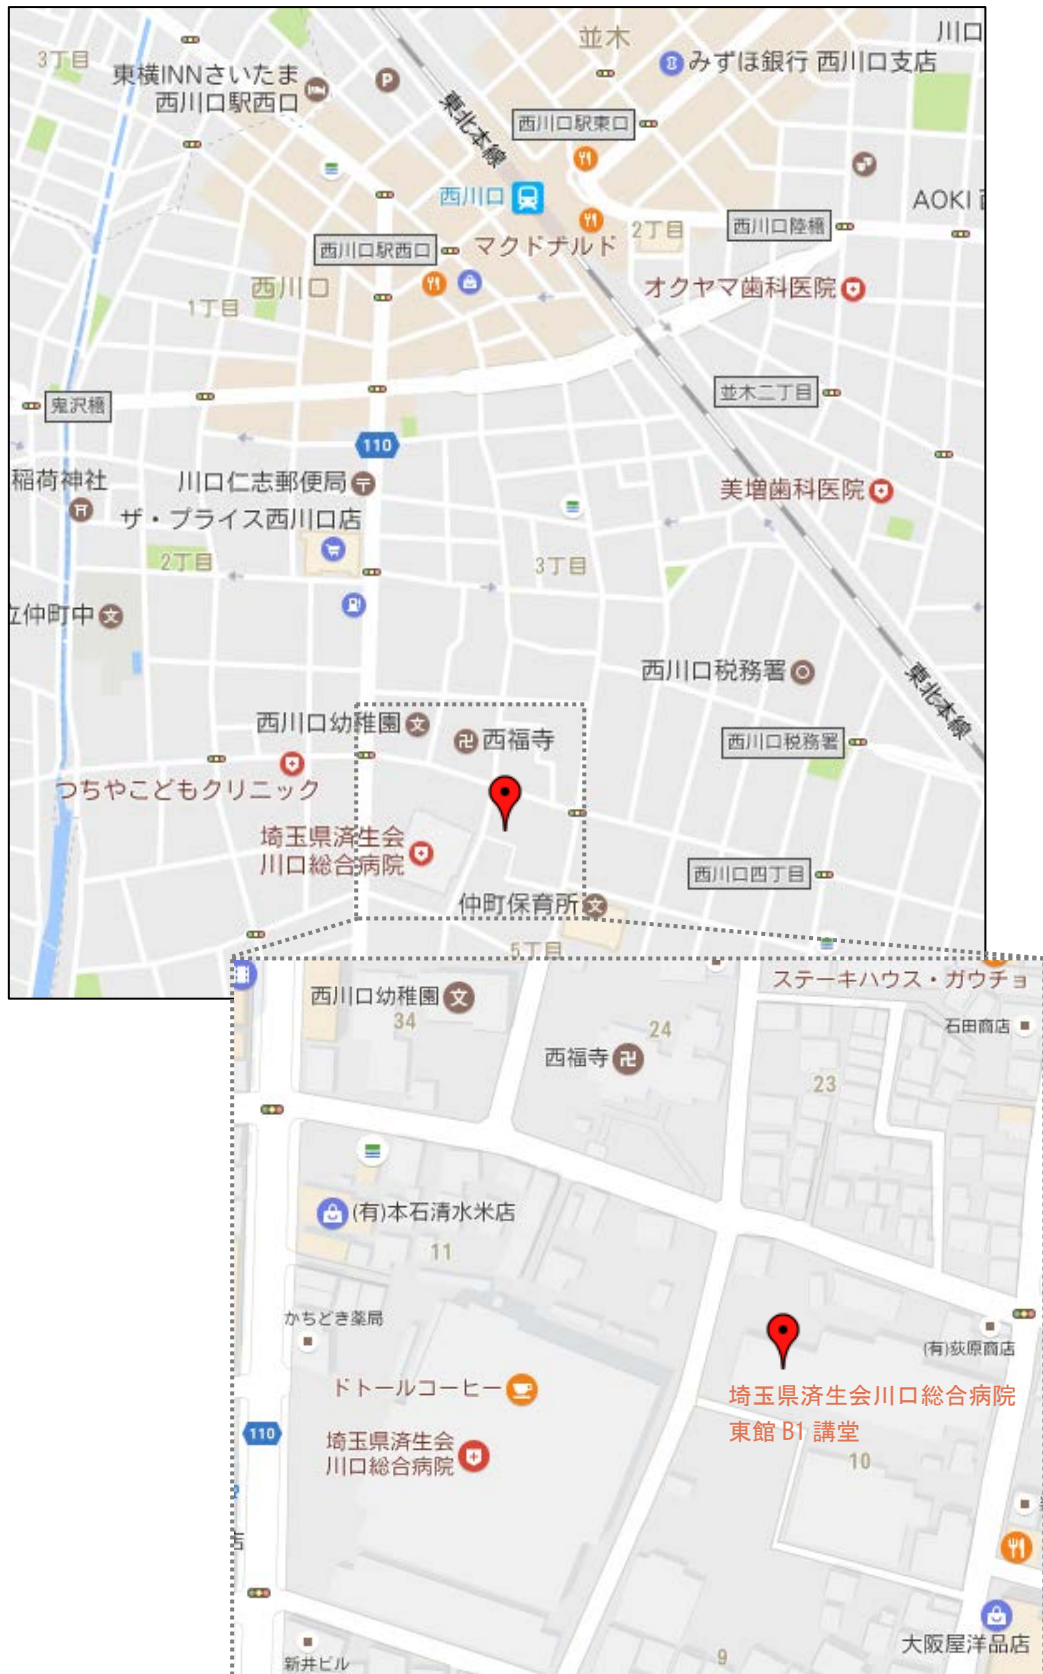 並木
川口
3丁目
みずほ銀行 西川口支店
東横INNさいたま
西川口駅西口
P
東北本線
西川口駅東口
西川口
AOKI
2丁目
西川口陸橋
西川口駅西口
マクドナルド
西川口
オクヤマ歯科医院
1丁目
鬼沢橋
並木二丁目
110
稲荷神社
川口仁志郵便局
美増歯科医院
ザ・プライス西川口店
2丁目
3丁目
立仲町中
文
西川口税務署
東北本線
西川口幼稚園
文
西福寺
西川口税務署
つちやこどもクリニック
埼玉県済生会
川口総合病院
西川口四丁目
仲町保育所
文
5丁目
ステーキハウス・ガウチョ
西川口幼稚園
文
34
24
石田商店
西福寺
23
(有)本石清水米店
11
かちどき薬局
(有)荻原商店
ドトールコーヒー
埼玉県済生会川口総合病院
東館 B1 講堂
110
埼玉県済生会
川口総合病院
10
店
大阪屋洋品店
新井ビル
9